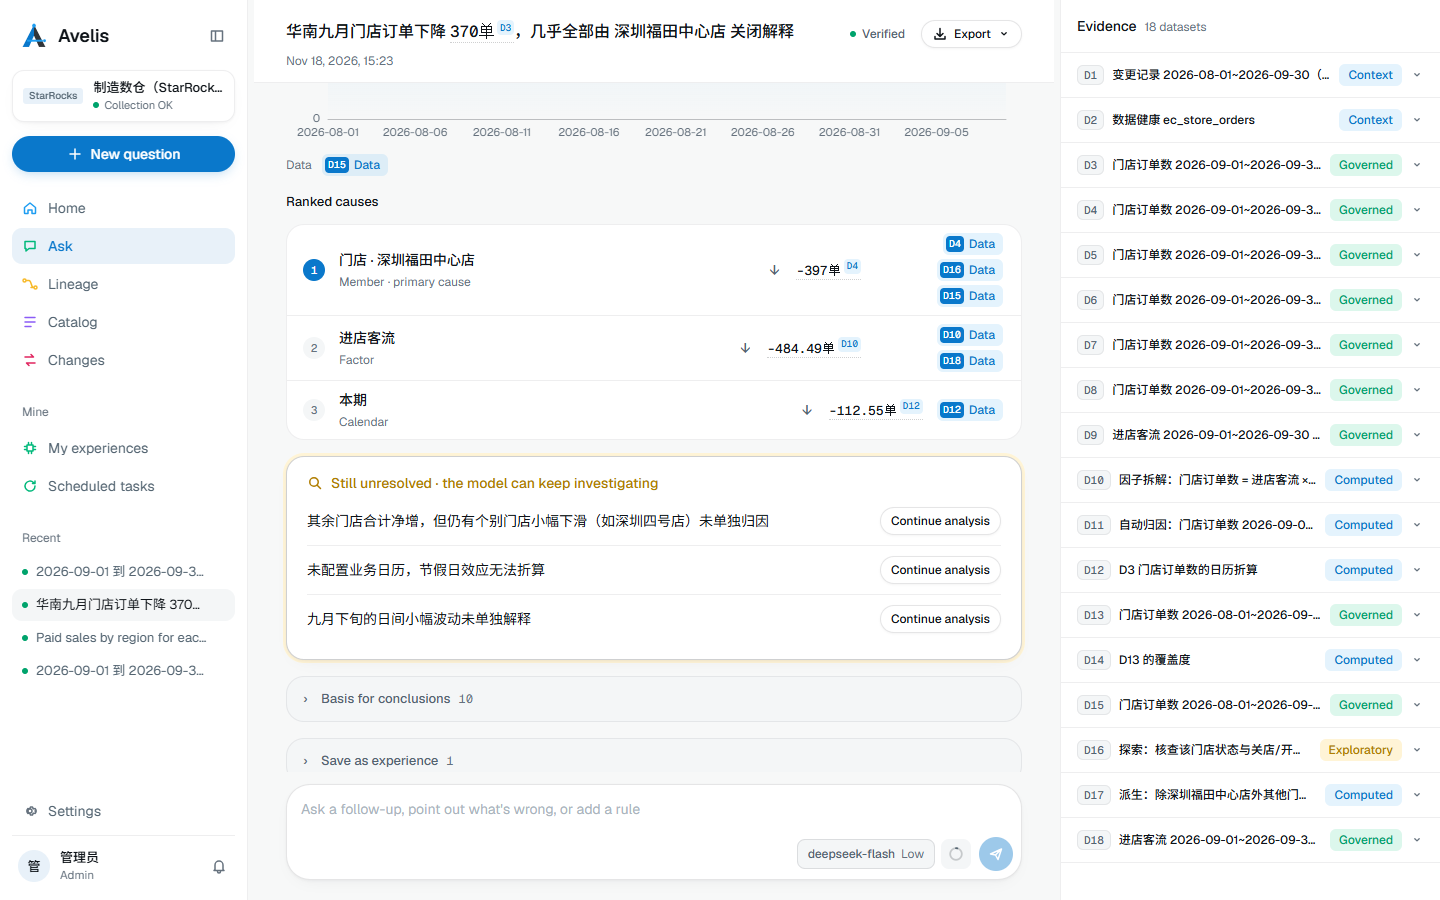 Avelis
StarRocks
制造数仓（StarRock...
Collection OK
New question
Home
Ask
Lineage
Catalog
Changes
Mine
My experiences
Scheduled tasks
Recent
2026-09-01 到 2026-09-3...
华南九月门店订单下降 370...
Paid sales by region for eac...
2026-09-01 到 2026-09-3...
Settings
管
管理员
Admin
华南九月门店订单下降 370单 D3 ，几乎全部由 深圳福田中心店 关闭解释
Nov 18, 2026, 15:23
Verified
Export
0
2026-08-01 2026-08-06 2026-08-11 2026-08-16 2026-08-21 2026-08-26 2026-08-31 2026-09-05
Data D15 Data
Ranked causes
1
门店 · 深圳福田中心店
Member · primary cause
-397单 D4
D4 Data
D16 Data
D15 Data
2
进店客流
Factor
-484.49单 D10
D10 Data
D18 Data
3
本期
Calendar
-112.55单 D12
D12 Data
Still unresolved · the model can keep investigating
其余门店合计净增，但仍有个别门店小幅下滑（如深圳四号店）未单独归因
Continue analysis
未配置业务日历，节假日效应无法折算
Continue analysis
九月下旬的日间小幅波动未单独解释
Continue analysis
Basis for conclusions 10
Save as experience 1
Ask a follow-up, point out what's wrong, or add a rule
deepseek-flash Low
Evidence 18 datasets
D1 变更记录 2026-08-01~2026-09-30（... Context
D2 数据健康 ec_store_orders Context
D3 门店订单数 2026-09-01~2026-09-3... Governed
D4 门店订单数 2026-09-01~2026-09-3... Governed
D5 门店订单数 2026-09-01~2026-09-3... Governed
D6 门店订单数 2026-09-01~2026-09-3... Governed
D7 门店订单数 2026-09-01~2026-09-3... Governed
D8 门店订单数 2026-09-01~2026-09-3... Governed
D9 进店客流 2026-09-01~2026-09-30 ... Governed
D10 因子拆解：门店订单数 = 进店客流 ×... Computed
D11 自动归因：门店订单数 2026-09-0... Computed
D12 D3 门店订单数的日历折算 Computed
D13 门店订单数 2026-08-01~2026-09-... Governed
D14 D13 的覆盖度 Computed
D15 门店订单数 2026-08-01~2026-09-... Governed
D16 探索：核查该门店状态与关店/开... Exploratory
D17 派生：除深圳福田中心店外其他门... Computed
D18 进店客流 2026-09-01~2026-09-3... Governed